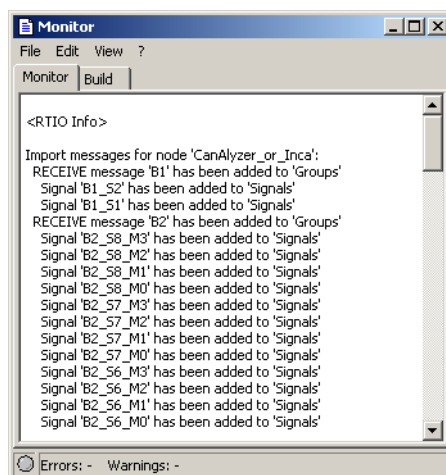 Monitor
File Edit View ?
Monitor Build
<RTIO Info>
Import messages for node 'CanAlyzer_or_Inca':
RECEIVE message 'B1' has been added to 'Groups'
Signal 'B1_S2' has been added to 'Signals'
Signal 'B1_S1' has been added to 'Signals'
RECEIVE message 'B2' has been added to 'Groups'
Signal 'B2_S8_M3' has been added to 'Signals'
Signal 'B2_S8_M2' has been added to 'Signals'
Signal 'B2_S8_M1' has been added to 'Signals'
Signal 'B2_S8_M0' has been added to 'Signals'
Signal 'B2_S7_M3' has been added to 'Signals'
Signal 'B2_S7_M2' has been added to 'Signals'
Signal 'B2_S7_M1' has been added to 'Signals'
Signal 'B2_S7_M0' has been added to 'Signals'
Signal 'B2_S6_M3' has been added to 'Signals'
Signal 'B2_S6_M2' has been added to 'Signals'
Signal 'B2_S6_M1' has been added to 'Signals'
Signal 'B2_S6_M0' has been added to 'Signals'
Errors: - Warnings: -